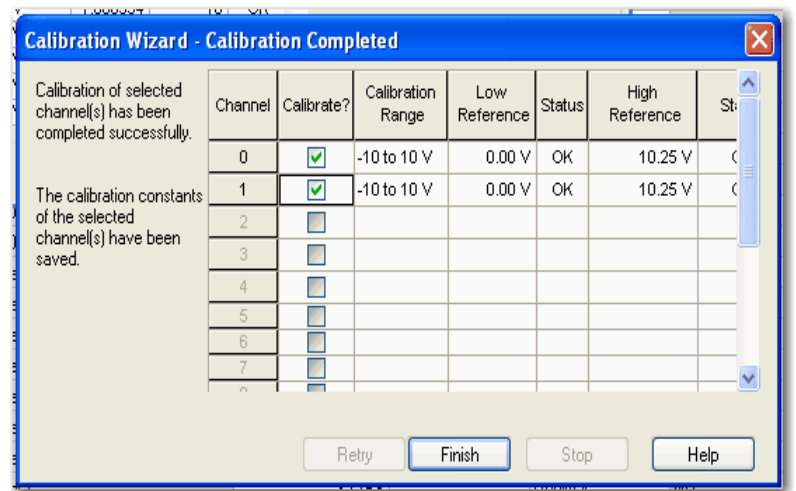 Calibration Wizard - Calibration Completed
Calibration of selected
channel(s) has been
completed successfully.
The calibration constants
of the selected
channel(s) have been
saved.
Channel Calibrate? Calibration Range Low Reference Status High Reference
0 -10 to 10 V 0.00 V OK 10.25 V
1 -10 to 10 V 0.00 V OK 10.25 V
2
3
4
5
6
7
Retry Finish Stop Help